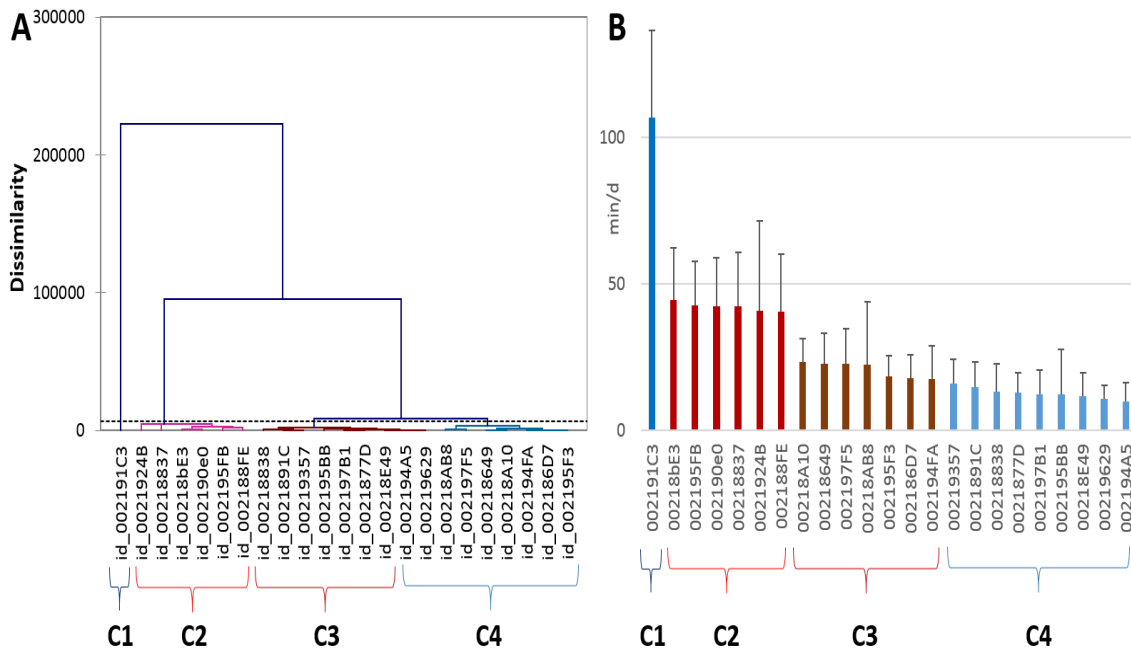 A
300000
200000
100000
0
Dissimilarity
id_002191C3
id_0021924B
id_00218837
id_00218bE3
id_002190e0
id_002195FB
id_002188FE
id_00218838
id_0021891C
id_00219357
id_002195BB
id_002197B1
id_0021877D
id_00218E49
id_002194A5
id_00219629
id_00218AB8
id_002197F5
id_00218649
id_00218A10
id_002194FA
id_002186D7
id_002195F3
C1
C2
C3
C4
B
100
50
0
min/d
002191C3
00218bE3
002195FB
002190e0
00218837
0021924B
002188FE
00218A10
00218649
002197F5
00218AB8
002195F3
002186D7
002194FA
00219357
0021891C
00218838
0021877D
002197B1
002195BB
00218E49
00219629
002194A5
C1
C2
C3
C4